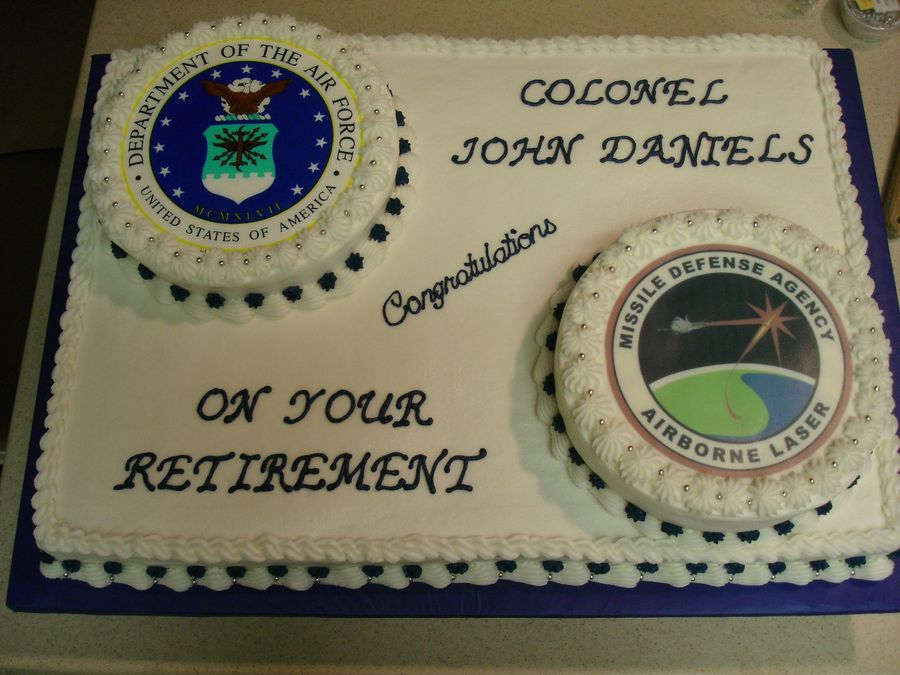 DEPARTMENT OF THE AIR FORCE
MCMXLVII
UNITED STATES OF AMERICA
COLONEL
JOHN DANIELS
Congratulations
MISSILE DEFENSE AGENCY
AIRBORNE LASER
ON YOUR
RETIREMENT